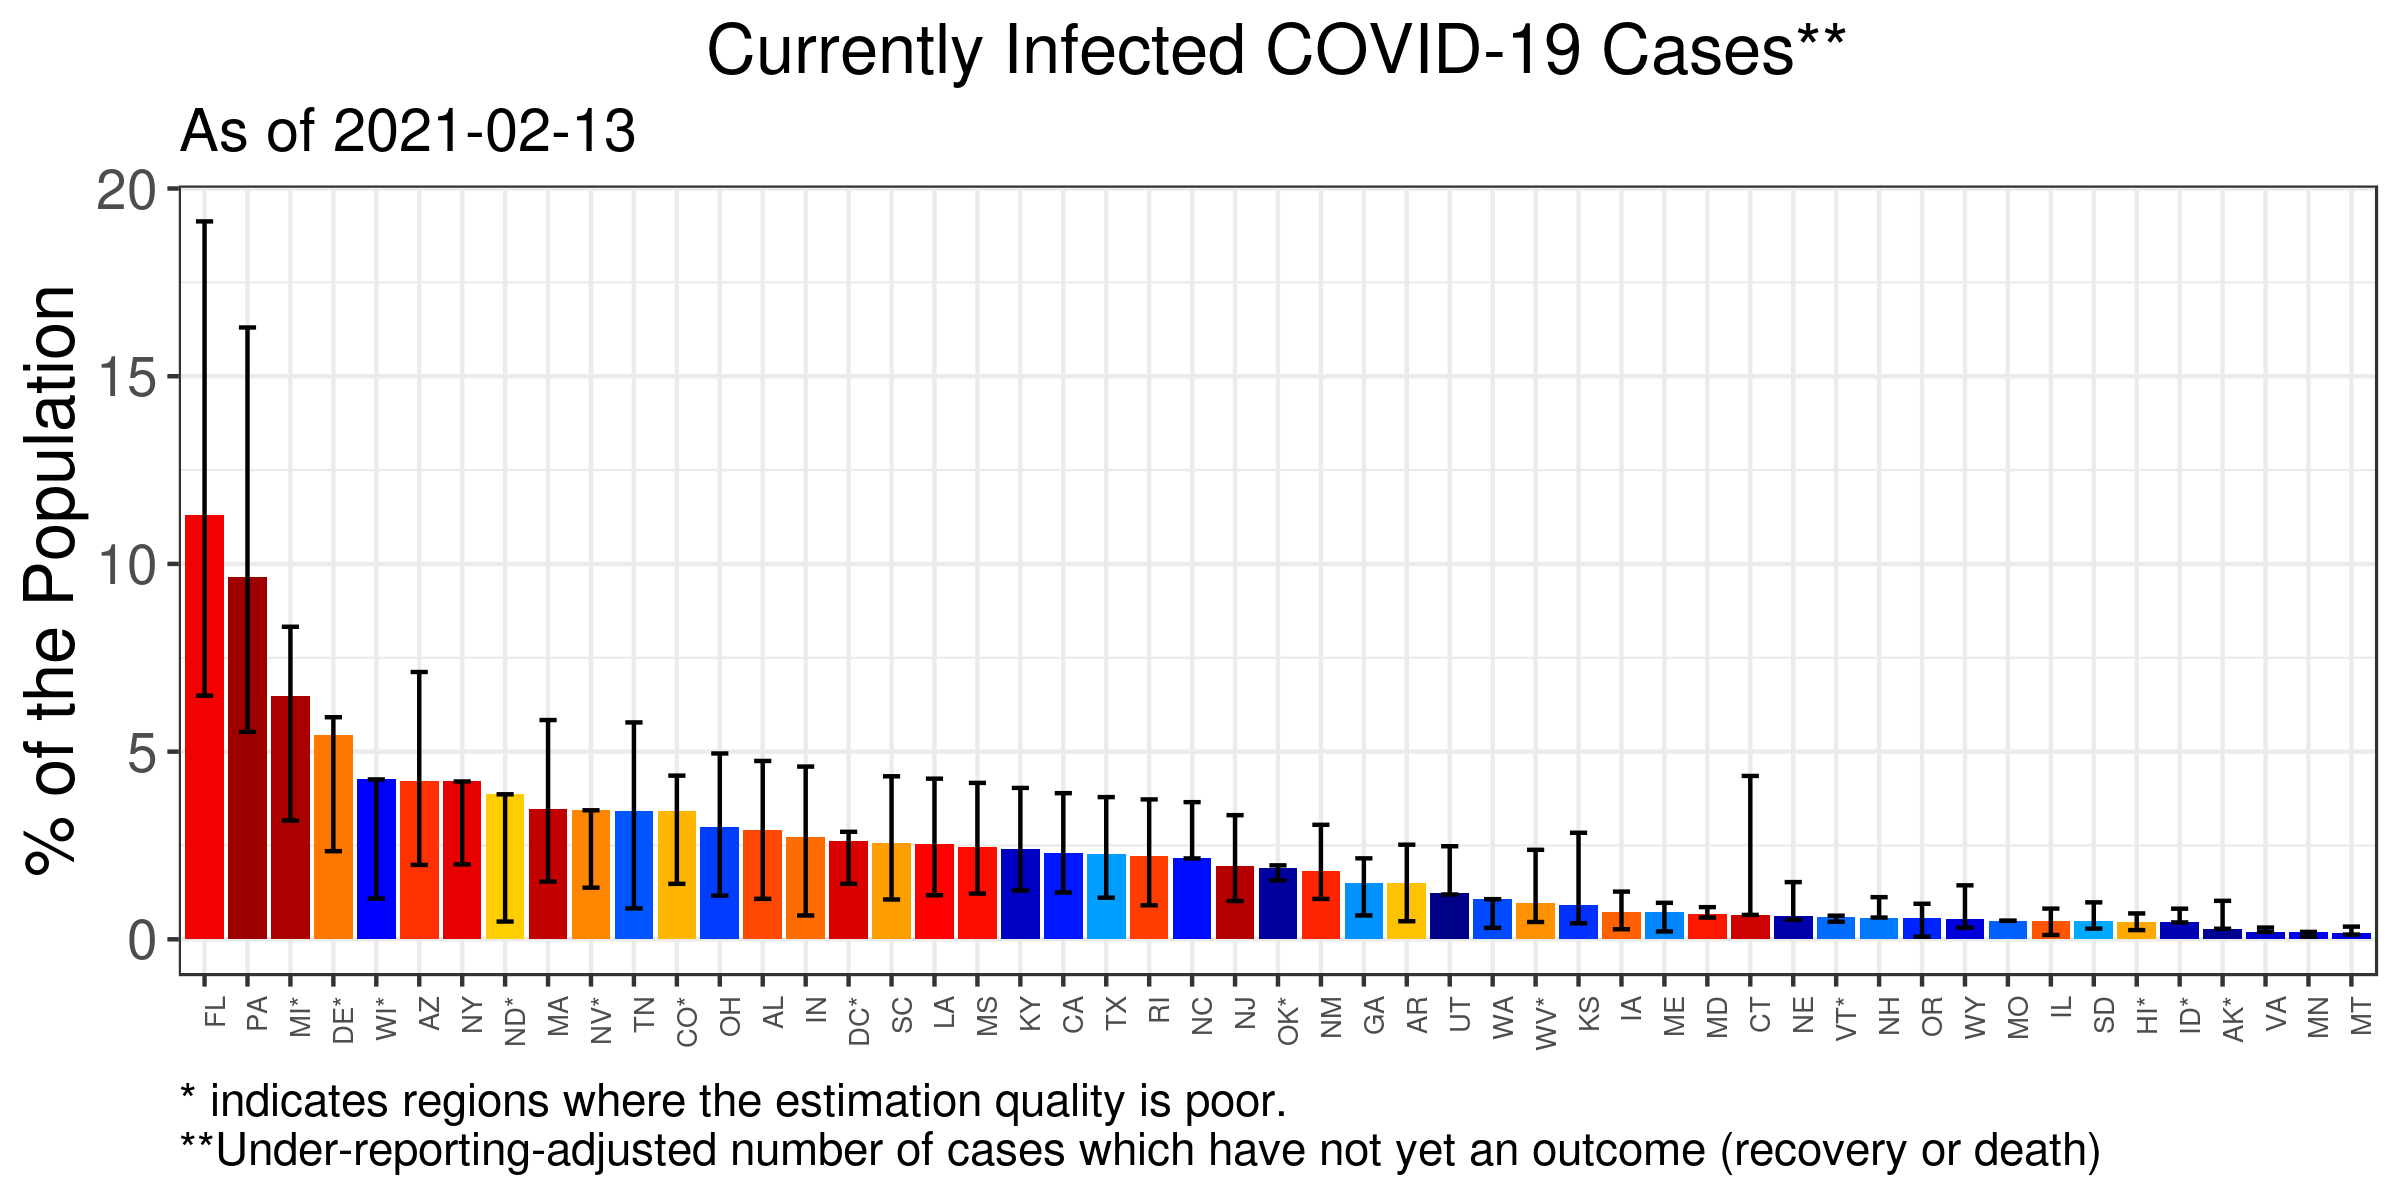 Currently Infected COVID-19 Cases**
As of 2021-02-13
% of the Population
20
15
10
5
0
FL PA MI* DE* WI* AZ NY ND* MA NV* TN CO* OH AL IN DC* SC LA MS KY CA TX RI NC NJ OK* NM GA AR UT WA WV* KS IA ME MD CT NE VT* NH OR WY MO IL SD HI* ID* AK* VA MN MT
* indicates regions where the estimation quality is poor.
**Under-reporting-adjusted number of cases which have not yet an outcome (recovery or death)